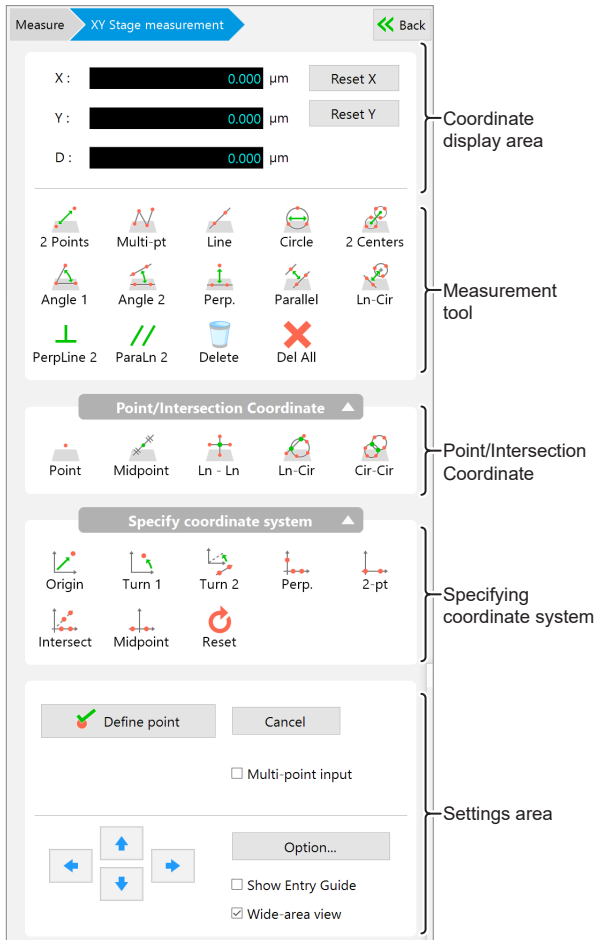 Measure XY Stage measurement Back
X : 0.000 µm Reset X
Y : 0.000 µm Reset Y
D : 0.000 µm
Coordinate
display area
2 Points Multi-pt Line Circle 2 Centers
Angle 1 Angle 2 Perp. Parallel Ln-Cir
PerpLine 2 ParaLn 2 Delete Del All
Measurement
tool
Point/Intersection Coordinate
Point Midpoint Ln - Ln Ln-Cir Cir-Cir
Point/Intersection
Coordinate
Specify coordinate system
Origin Turn 1 Turn 2 Perp. 2-pt
Intersect Midpoint Reset
Specifying
coordinate system
Define point Cancel
Multi-point input
Option...
Show Entry Guide
Wide-area view
Settings area